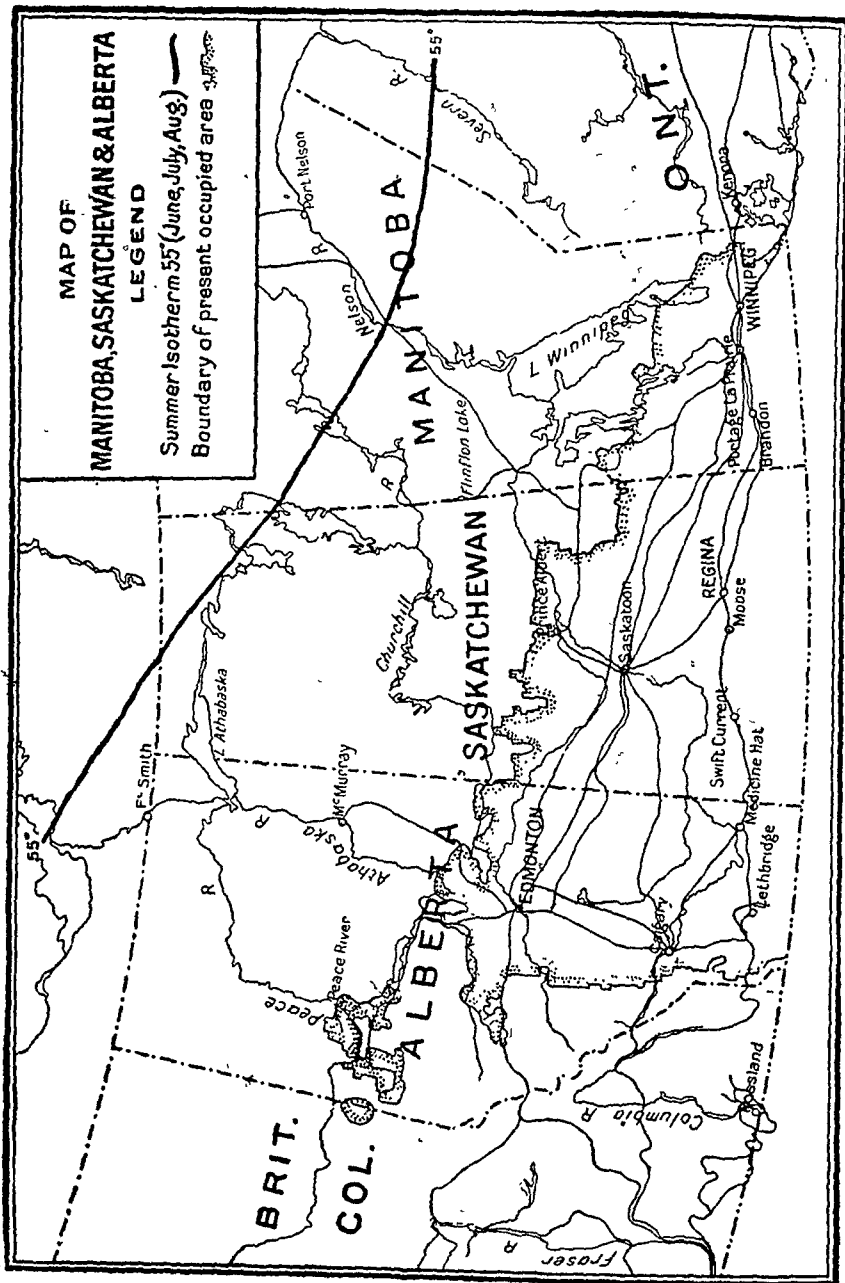 MAP OF
MANITOBA, SASKATCHEWAN & ALBERTA
LEGEND
Summer Isotherm 55° (June, July, Aug.)
Boundary of present occupied area
55°
55°
BRIT.
COL.
ALBERTA
SASKATCHEWAN
MANITOBA
ONT.
Ft Smith
L Athabaska
R
Peace
Peace River
Athabaska
R
McMurray
Churchill
R
Flinflon Lake
Nelson
R
Port Nelson
Severn
R
L Winnipeg
EDMONTON
Prince Albert
Saskatoon
Calgary
Lethbridge
Medicine Hat
Swift Current
Moose
REGINA
Brandon
Portage La Prairie
WINNIPEG
Kenora
Columbia
R
Rossland
Fraser
R